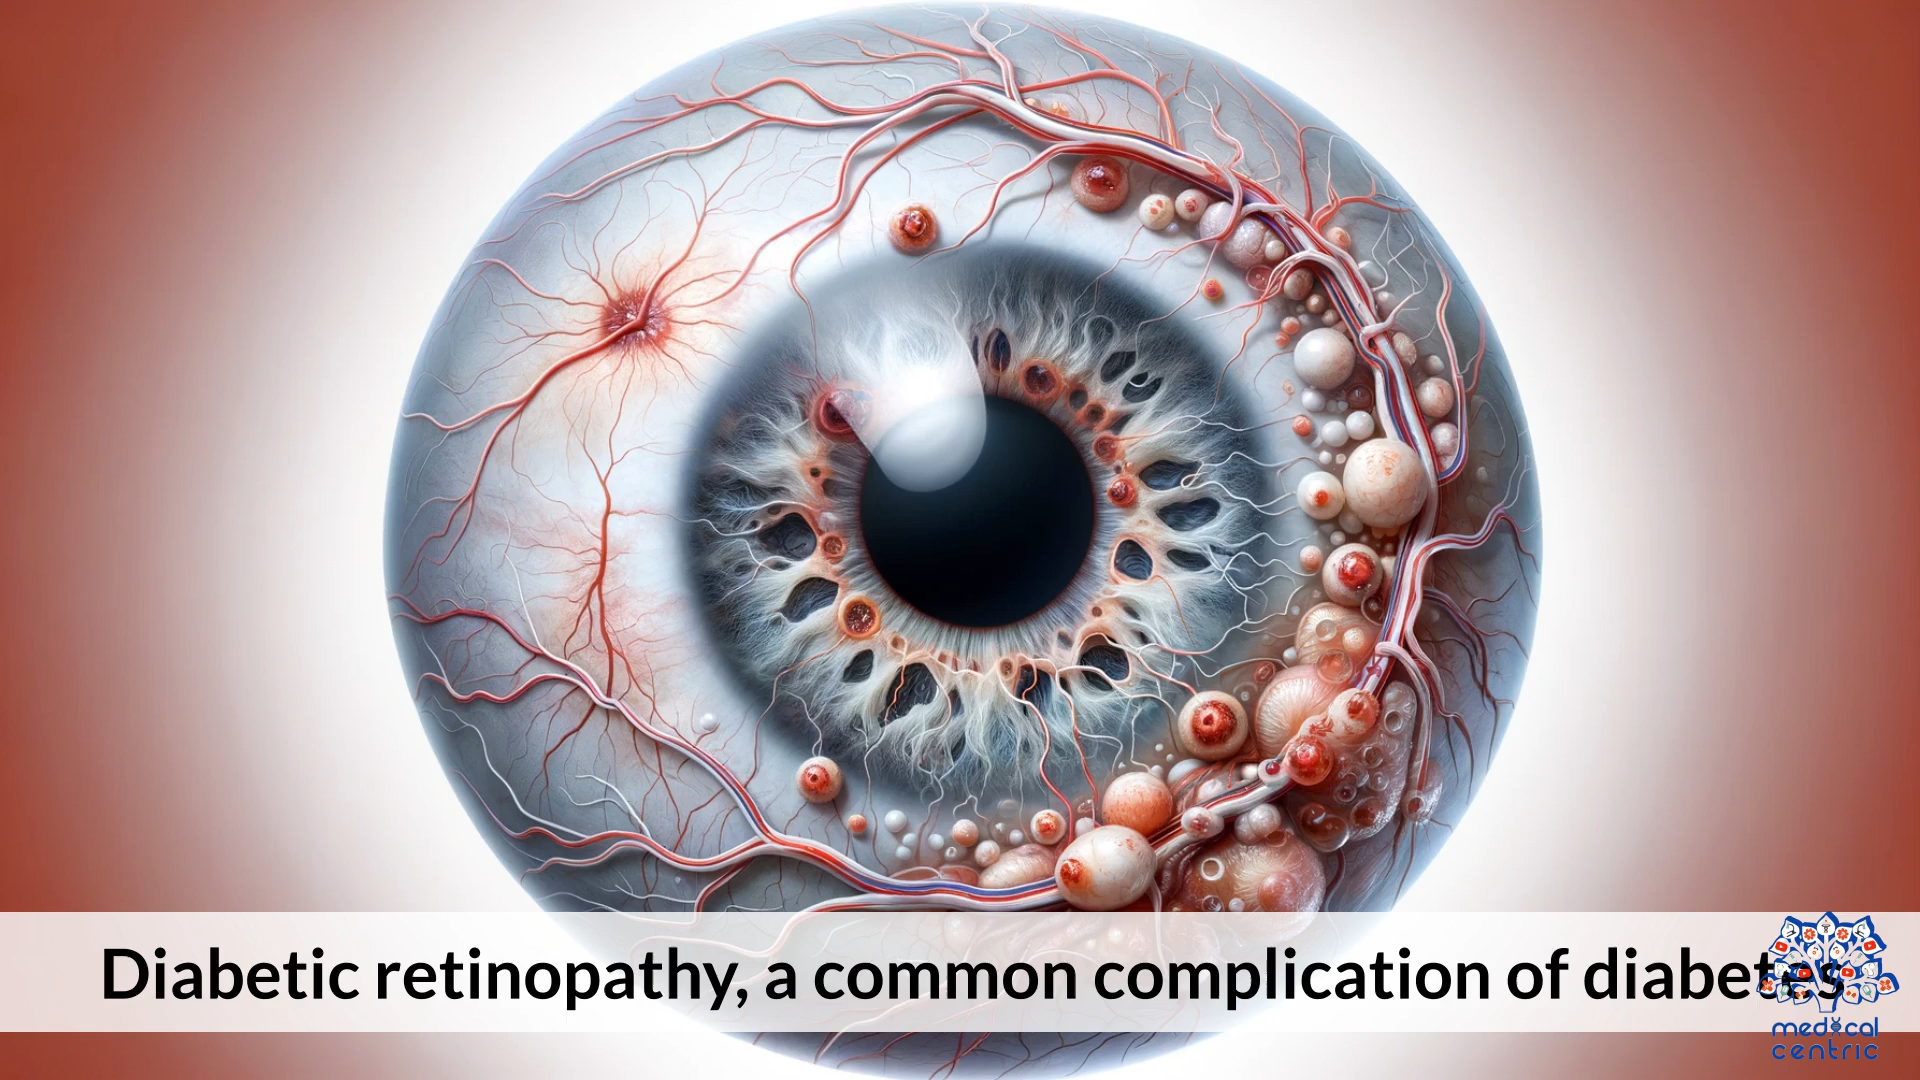 Diabetic retinopathy, a common complication of diabetes
medical
centric